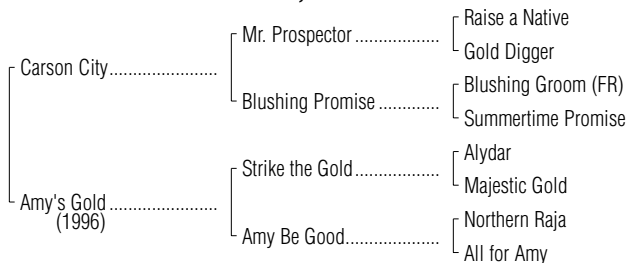 Raise a Native
Mr. Prospector ....................
Gold Digger
Carson City..........................
Blushing Groom (FR)
Blushing Promise ..............
Summertime Promise
Alydar
Strike the Gold....................
Majestic Gold
Amy's Gold ..........................
(1996)
Northern Raja
Amy Be Good......................
All for Amy